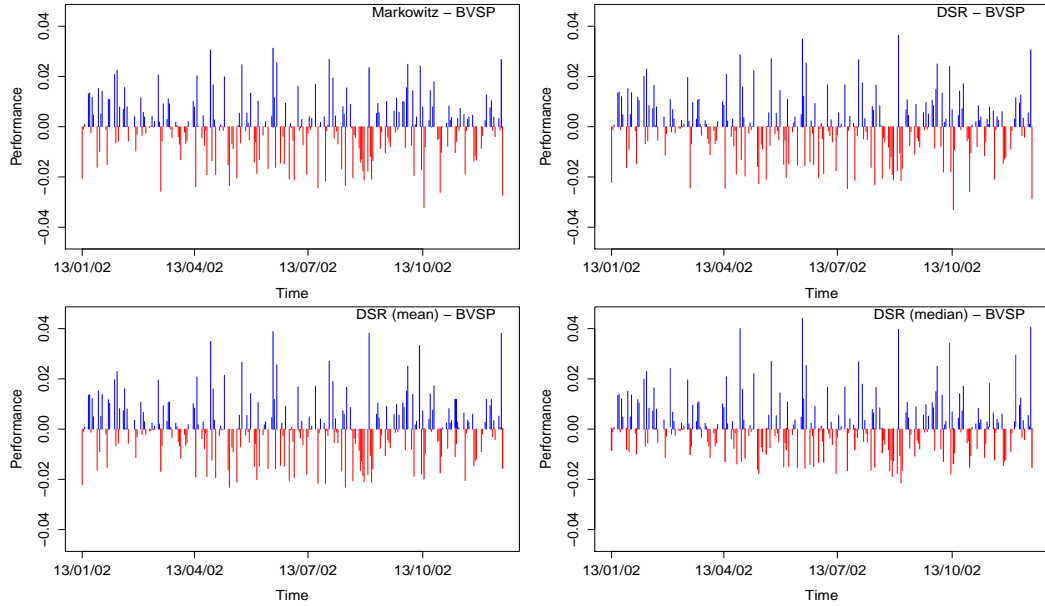 Markowitz – BVSP
Performance
0.04
0.02
0.00
−0.02
−0.04
13/01/02 13/04/02 13/07/02 13/10/02
Time
DSR – BVSP
Performance
0.04
0.02
0.00
−0.02
−0.04
13/01/02 13/04/02 13/07/02 13/10/02
Time
DSR (mean) – BVSP
Performance
0.04
0.02
0.00
−0.02
−0.04
13/01/02 13/04/02 13/07/02 13/10/02
Time
DSR (median) – BVSP
Performance
0.04
0.02
0.00
−0.02
−0.04
13/01/02 13/04/02 13/07/02 13/10/02
Time